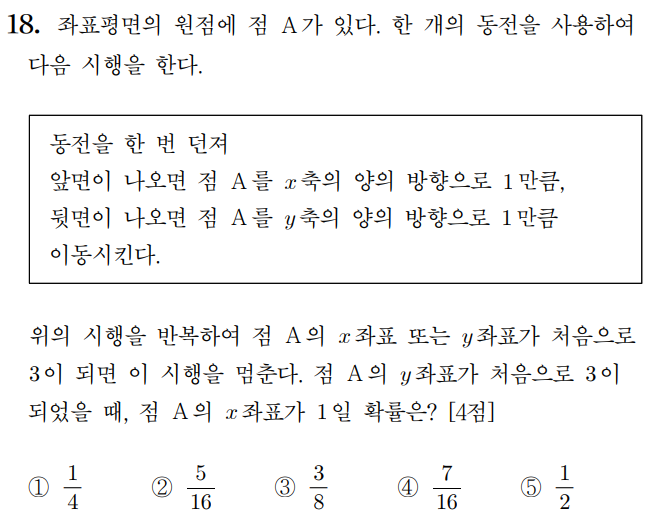 18. 좌표평면의 원점에 점 A가 있다. 한 개의 동전을 사용하여
다음 시행을 한다.
동전을 한 번 던져
앞면이 나오면 점 A를 x축의 양의 방향으로 1만큼,
뒷면이 나오면 점 A를 y축의 양의 방향으로 1만큼
이동시킨다.
위의 시행을 반복하여 점 A의 x좌표 또는 y좌표가 처음으로
3이 되면 이 시행을 멈춘다. 점 A의 y좌표가 처음으로 3이
되었을 때, 점 A의 x좌표가 1일 확률은? [4점]
① 1/4 ② 5/16 ③ 3/8 ④ 7/16 ⑤ 1/2